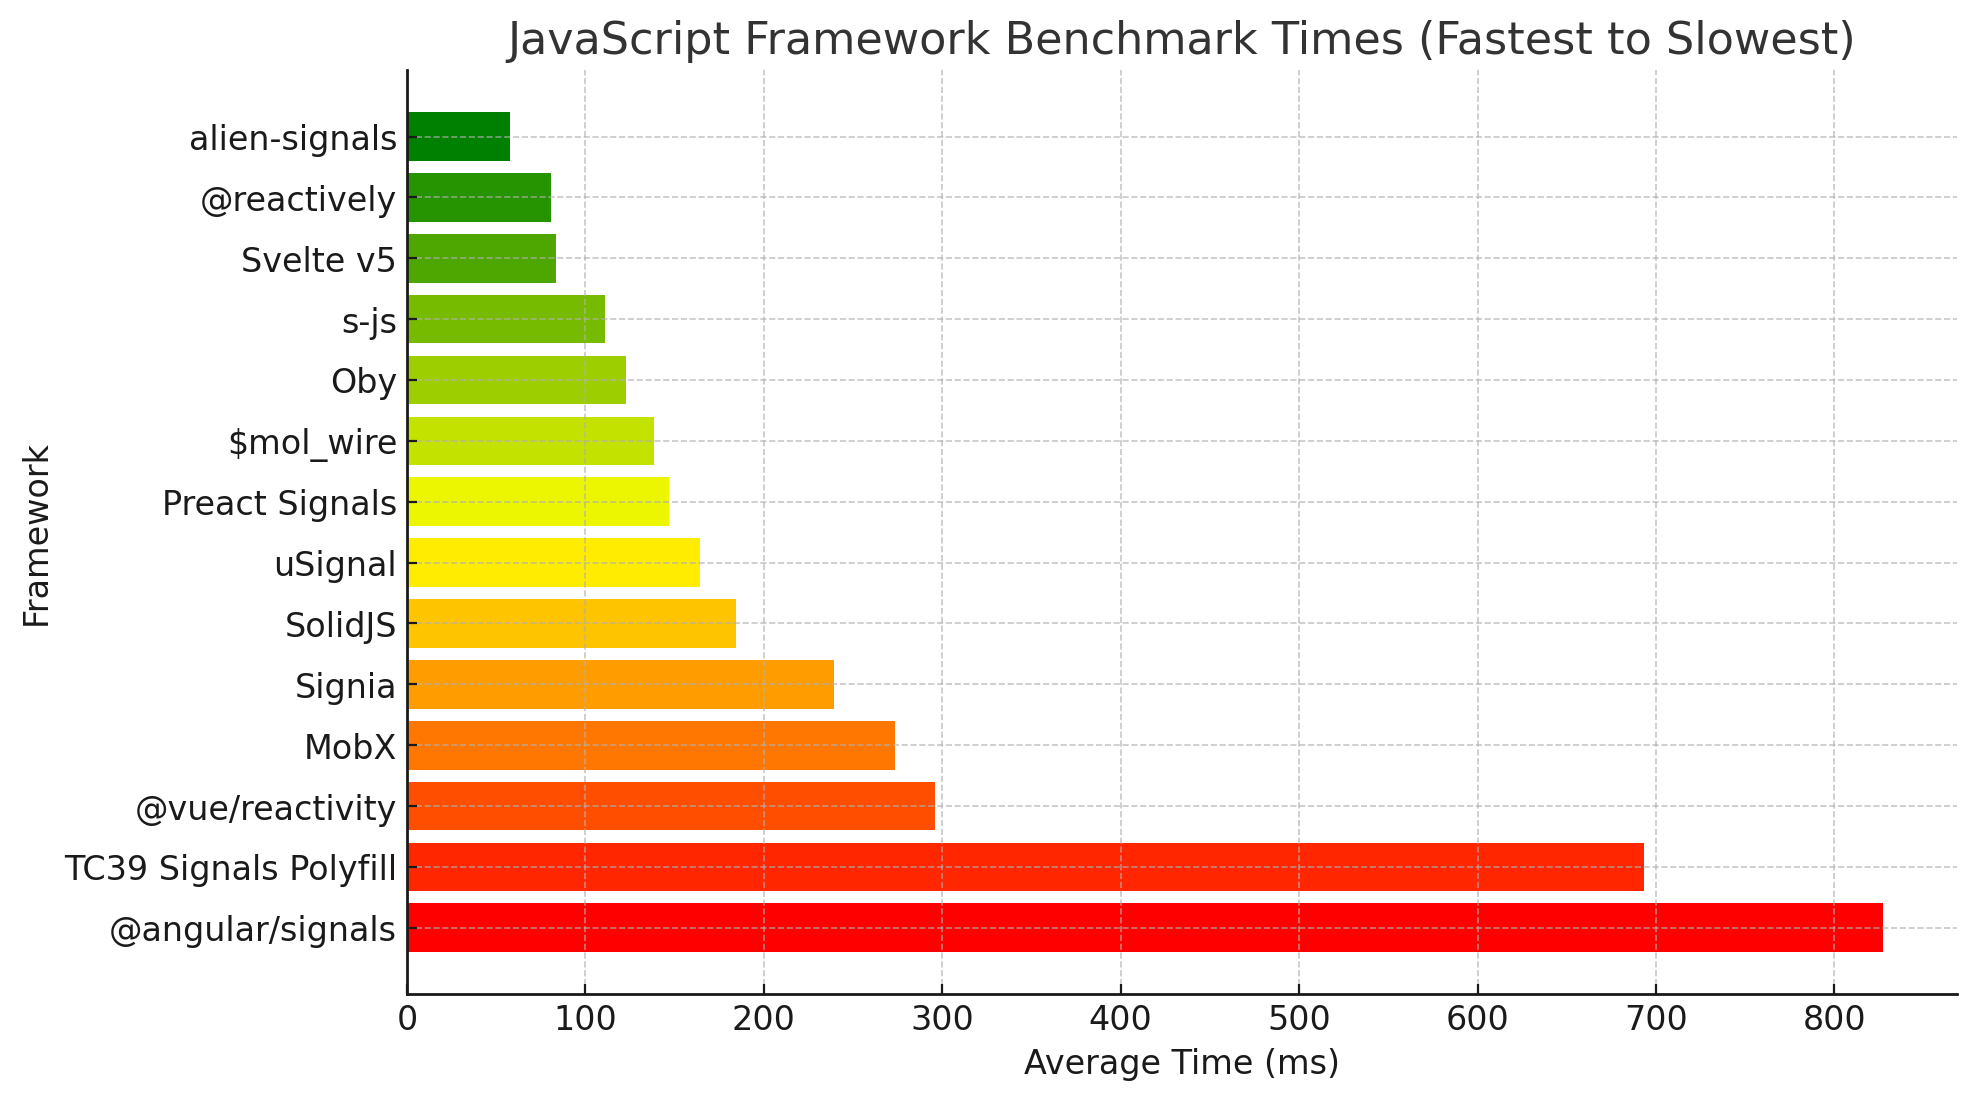 JavaScript Framework Benchmark Times (Fastest to Slowest)
alien-signals
@reactively
Svelte v5
s-js
Oby
$mol_wire
Preact Signals
uSignal
SolidJS
Signia
MobX
@vue/reactivity
TC39 Signals Polyfill
@angular/signals
Framework
0 100 200 300 400 500 600 700 800
Average Time (ms)